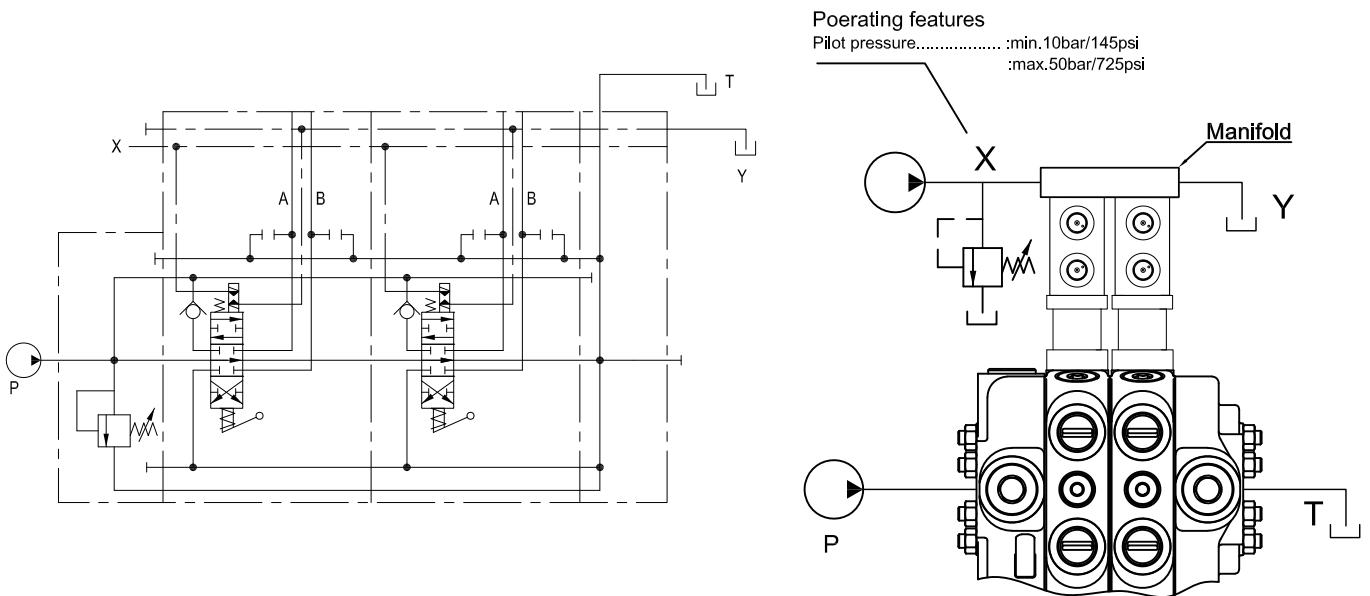 T
X
Y
A B
A B
P
Poerating features
Pilot pressure................. :min.10bar/145psi
:max.50bar/725psi
X
Manifold
Y
P
T